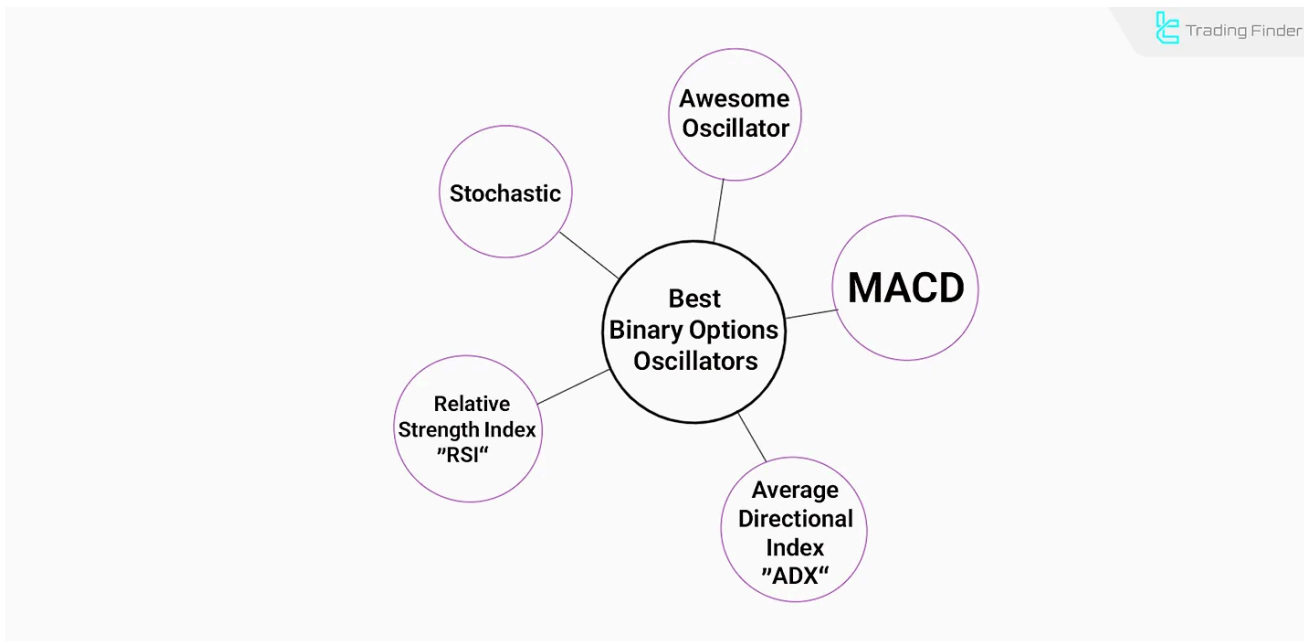 Trading Finder
Awesome
Oscillator
Stochastic
MACD
Best
Binary Options
Oscillators
Relative
Strength Index
”RSI“
Average
Directional
Index
”ADX“